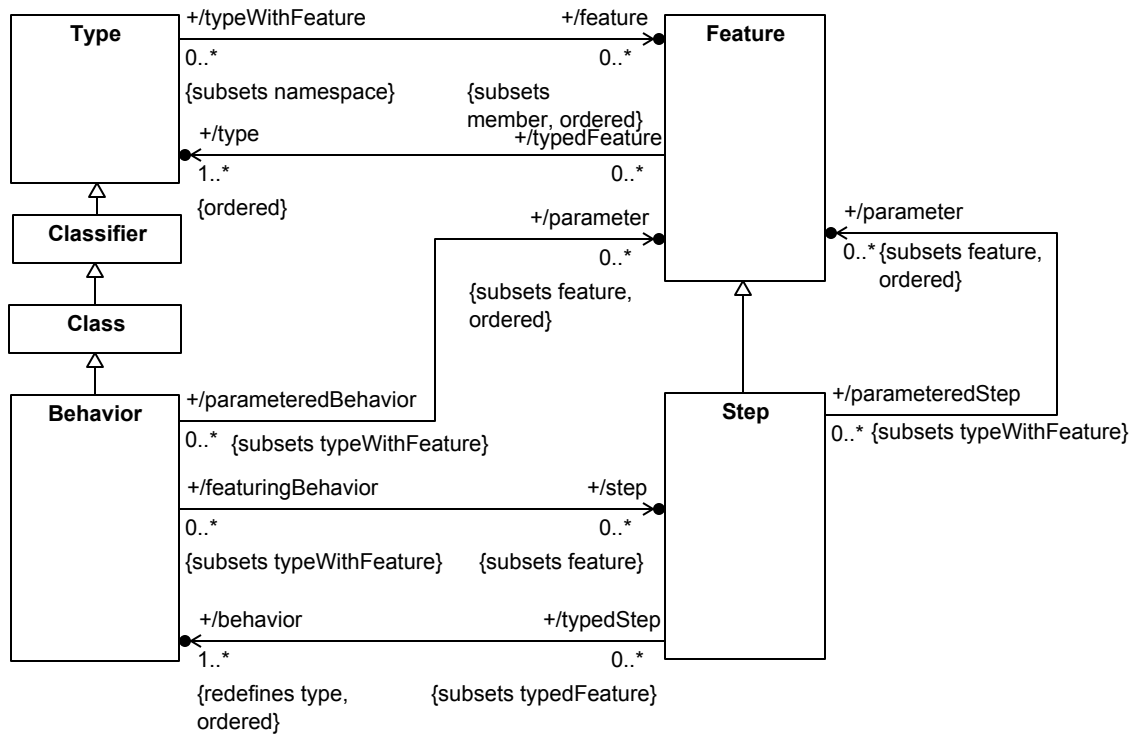 +/typeWithFeature
+/feature
Type
Feature
0..*
0..*
{subsets namespace}
{subsets
member, ordered}
+/type
+/typedFeature
1..*
0..*
{ordered}
+/parameter
+/parameter
Classifier
0..*
0..* {subsets feature,
ordered}
{subsets feature,
ordered}
Class
Behavior
+/parameteredBehavior
Step
+/parameteredStep
0..* {subsets typeWithFeature}
0..* {subsets typeWithFeature}
+/featuringBehavior
+/step
0..*
0..*
{subsets typeWithFeature}
{subsets feature}
+/behavior
+/typedStep
1..*
0..*
{redefines type,
ordered}
{subsets typedFeature}